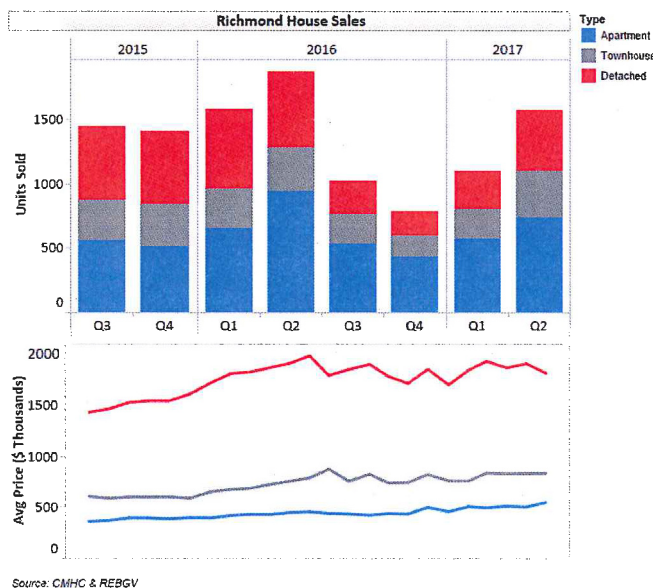 Richmond House Sales
Type
Apartment
Townhouse
Detached
2015 2016 2017
Units Sold
1500
1000
500
0
Q3 Q4 Q1 Q2 Q3 Q4 Q1 Q2
Avg Price ($ Thousands)
2000
1500
1000
500
0
Source: CMHC & REBGV